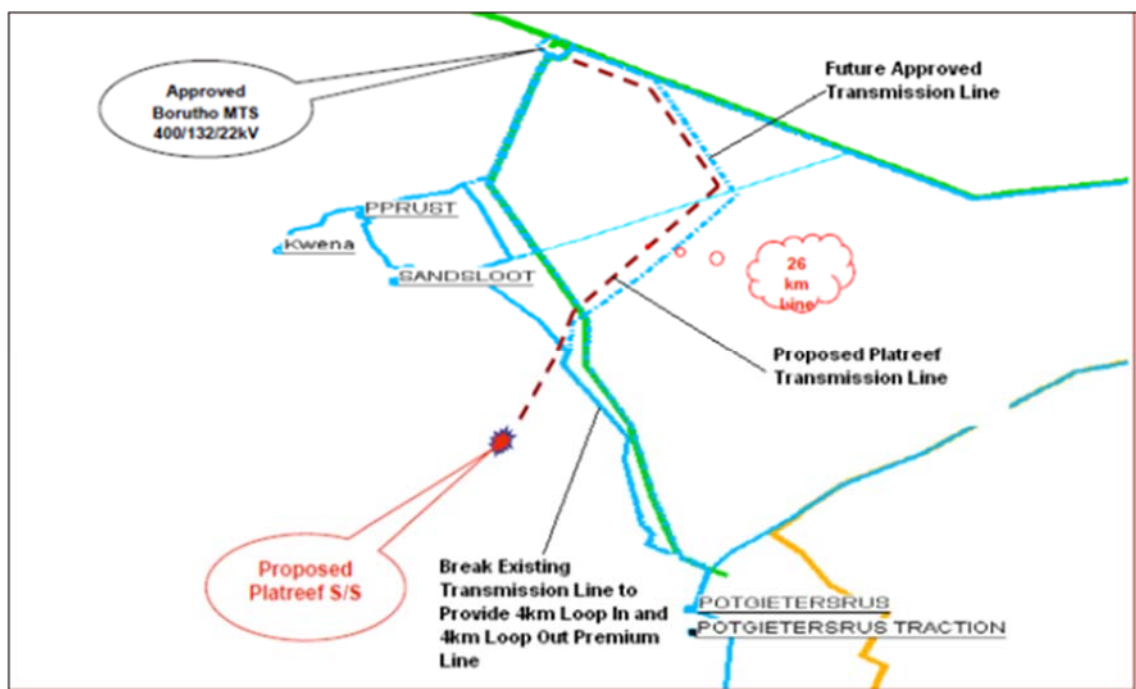 Approved
Borutho MTS
400/132/22kV
Future Approved
Transmission Line
PPRUST
Kwena
SANDSLOOT
26
km
Line
Proposed Platreef
Transmission Line
Proposed
Platreef S/S
Break Existing
Transmission Line to
Provide 4km Loop In and
4km Loop Out Premium
Line
POTGIETERSRUS
POTGIETERSRUS TRACTION